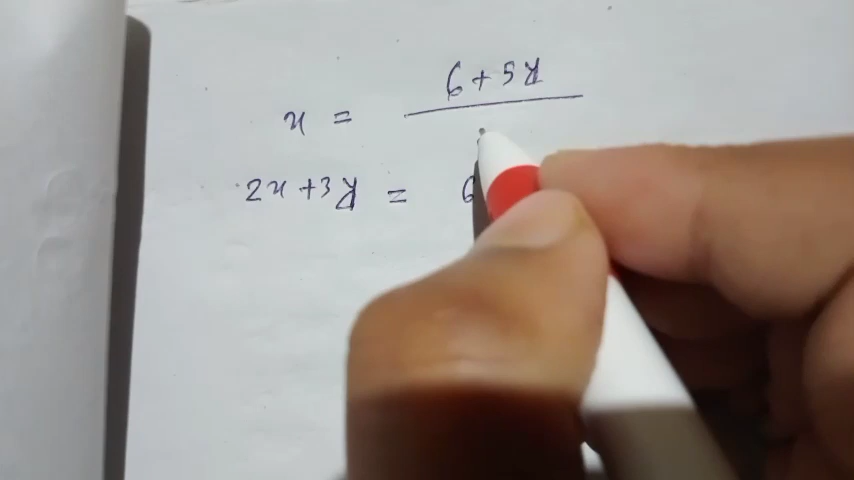 x = 6+5y
2x+3y = 6